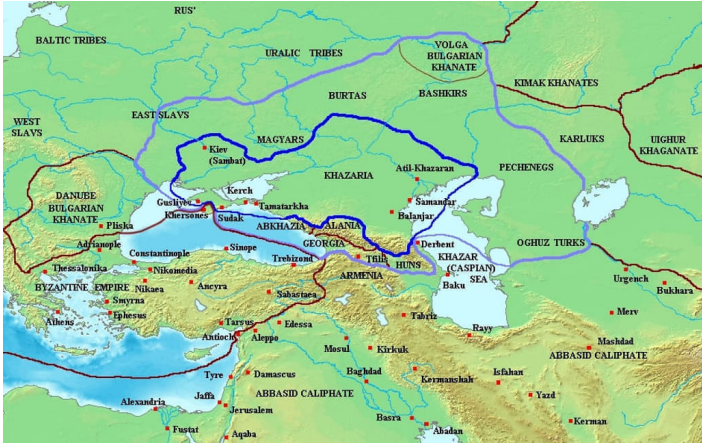 RUS'
BALTIC TRIBES
URALIC TRIBES
VOLGA
BULGARIAN
KHANATE
KIMAK KHANATES
BURTAS
BASHKIRS
WEST
SLAVS
EAST SLAVS
MAGYARS
KARLUKS
UIGHUR
KHAGANATE
Kiev
(Sambat)
KHAZARIA
Atil-Khazaran
PECHENEGS
DANUBE
BULGARIAN
KHANATE
Gusliyev
Kerch
Tamatarkha
Samandar
Khersones
Sudak
Balanjar
Pliska
ABKHAZIA
ALANIA
Adrianople
GEORGIA
Derbent
OGHUZ TURKS
Constantinople
Sinope
Trebizond
Tfilis
HUNS
KHAZAR
(CASPIAN)
SEA
Thessalonika
Nikomedia
ARMENIA
Baku
Urgench
Bukhara
BYZANTINE EMPIRE
Nikaea
Ancyra
Sabastaea
Smyrna
Athens
Ephesus
Tarsus
Edessa
Tabriz
Merv
Antioch
Aleppo
Mosul
Kirkuk
Rayy
Mashdad
ABBASID CALIPHATE
Tyre
Damascus
Baghdad
Kermanshah
Isfahan
Yazd
Alexandria
Jaffa
Jerusalem
ABBASID CALIPHATE
Basra
Abadan
Kerman
Fustat
Aqaba